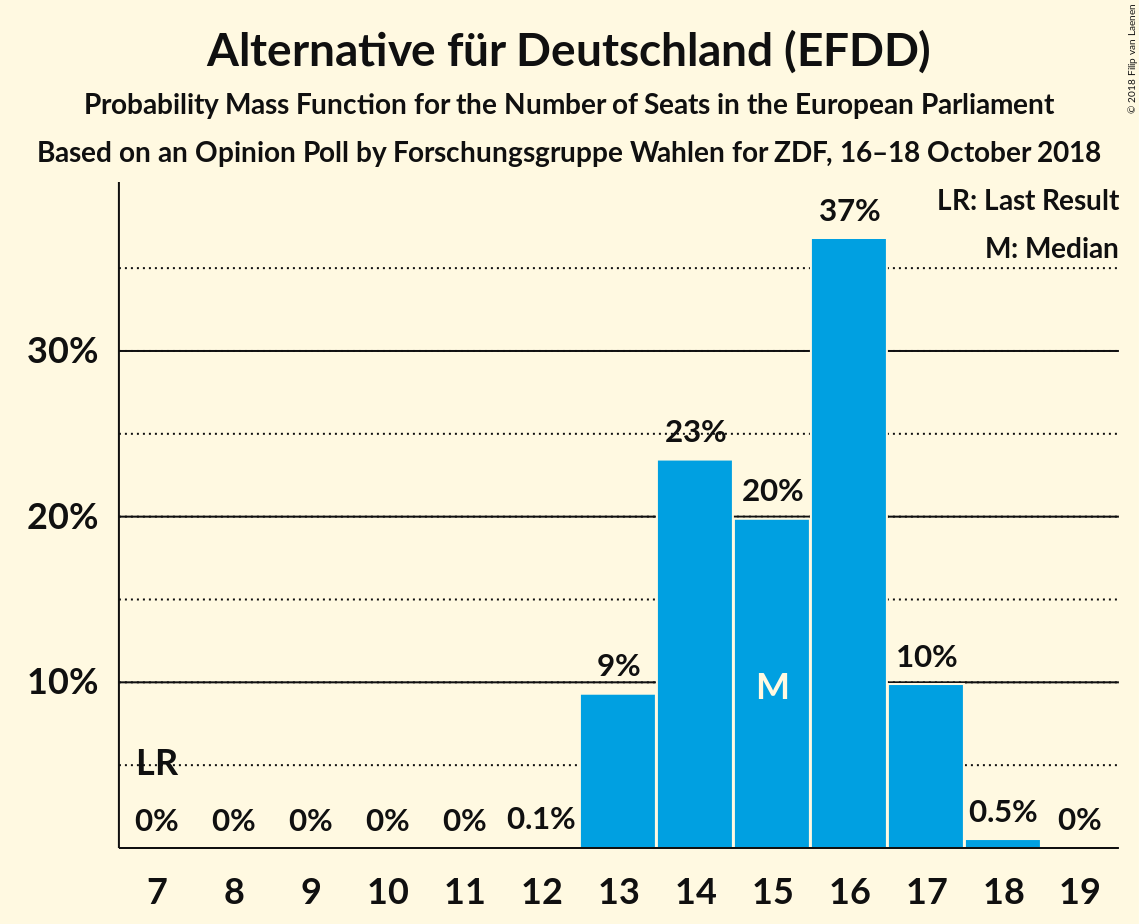 Alternative für Deutschland (EFDD)
Probability Mass Function for the Number of Seats in the European Parliament
Based on an Opinion Poll by Forschungsgruppe Wahlen for ZDF, 16–18 October 2018
© 2018 Filip van Laenen
LR: Last Result
M: Median
37%
30%
23%
20%
20%
10%
10%
9%
M
LR
0% 0% 0% 0% 0% 0.1% 0.5% 0%
7 8 9 10 11 12 13 14 15 16 17 18 19